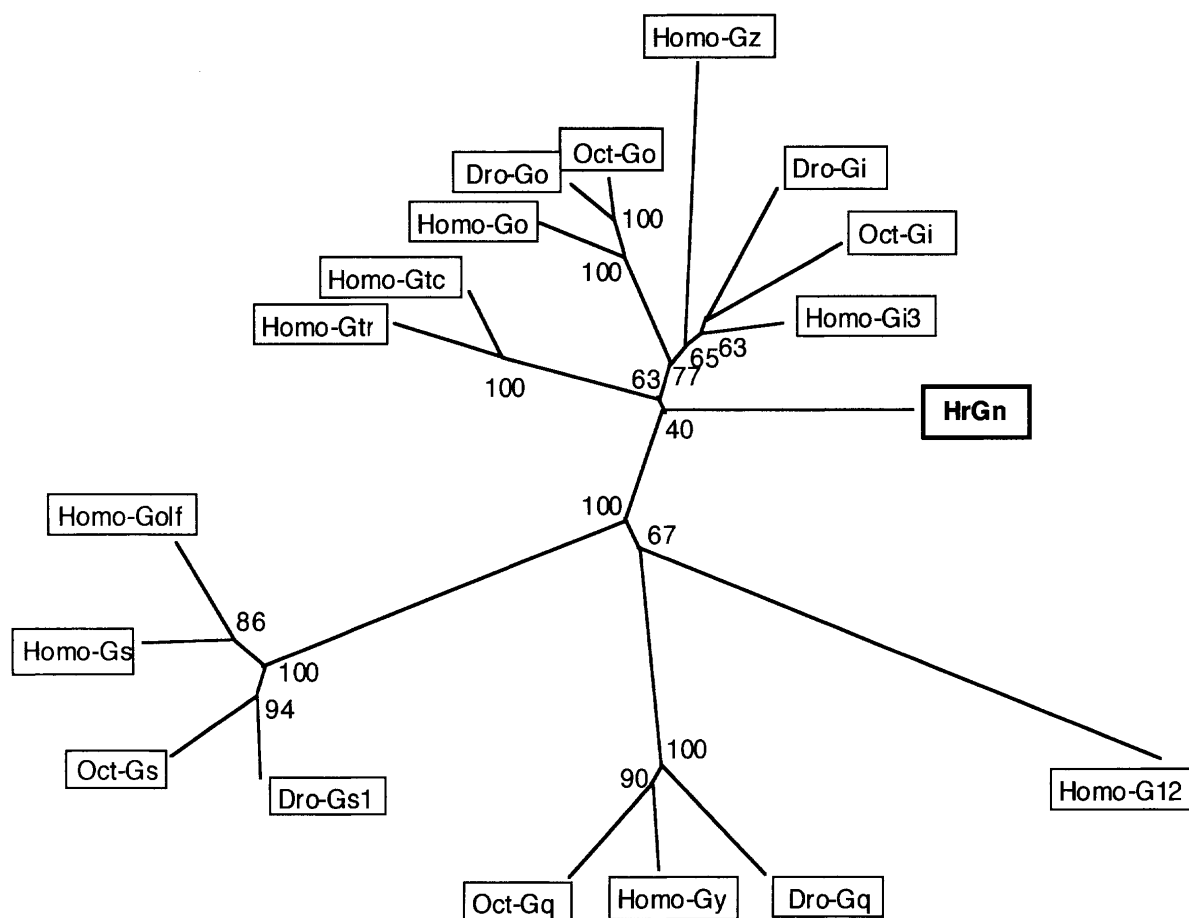 Homo-Gz
Oct-Go
Dro-Gi
Dro-Go
Homo-Go
100
Oct-Gi
Homo-Gtc
100
Homo-Gtr
Homo-Gi3
65 63
63 77
100
HrGn
40
Homo-Golf
100
67
86
Homo-Gs
100
94
Oct-Gs
100
Dro-Gs1
90
Homo-G12
Oct-Gq
Homo-Gy
Dro-Gq